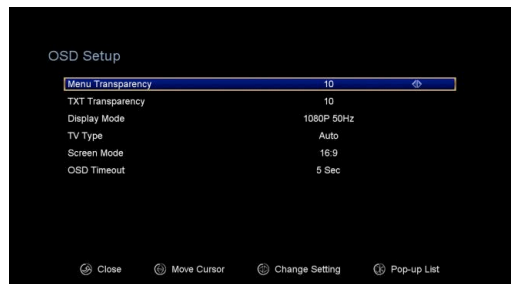 OSD Setup
Menu Transparency 10
TXT Transparency 10
Display Mode 1080P 50Hz
TV Type Auto
Screen Mode 16:9
OSD Timeout 5 Sec
Close Move Cursor Change Setting Pop-up List